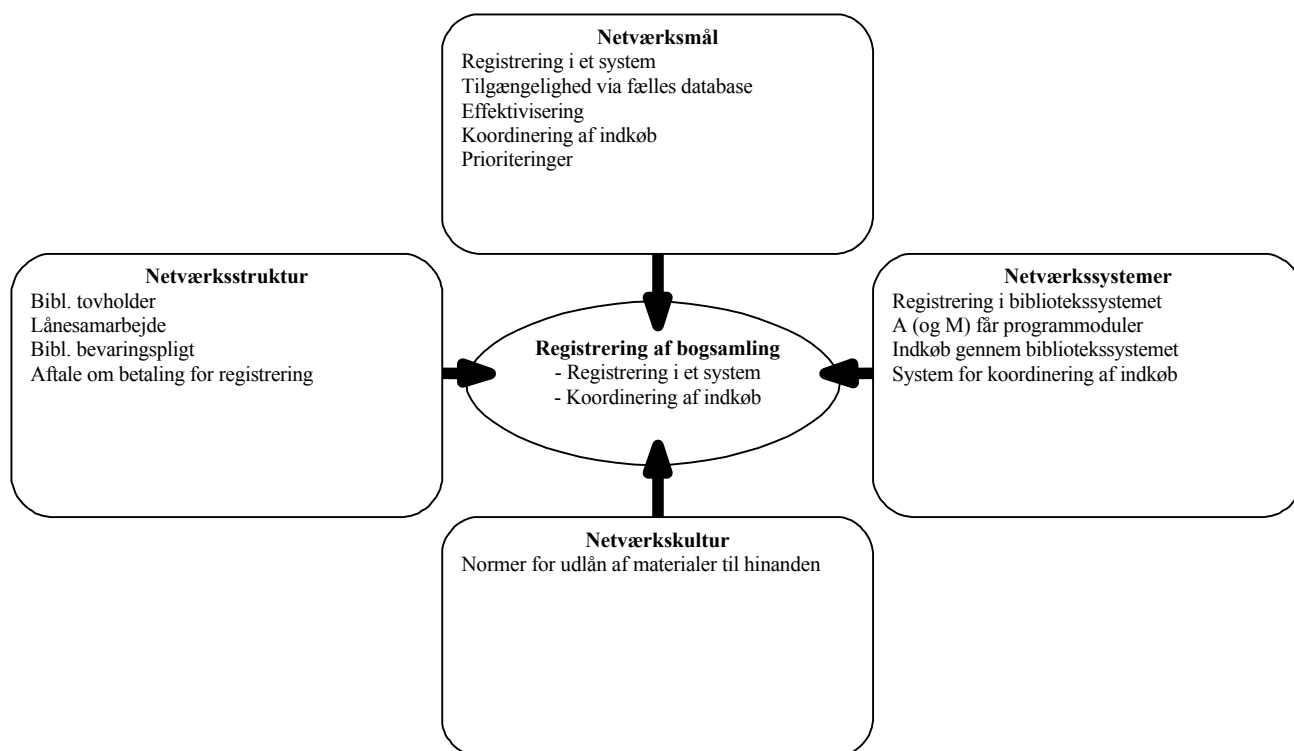 Netværksmål
Registrering i et system
Tilgængelighed via fælles database
Effektivisering
Koordinering af indkøb
Prioriteringer
Netværksstruktur
Bibl. tovholder
Lånesamarbejde
Bibl. bevaringspligt
Aftale om betaling for registrering
Registrering af bogsamling
- Registrering i et system
- Koordinering af indkøb
Netværkssystemer
Registrering i bibliotekssystemet
A (og M) får programmoduler
Indkøb gennem bibliotekssystemet
System for koordinering af indkøb
Netværkskultur
Normer for udlån af materialer til hinanden